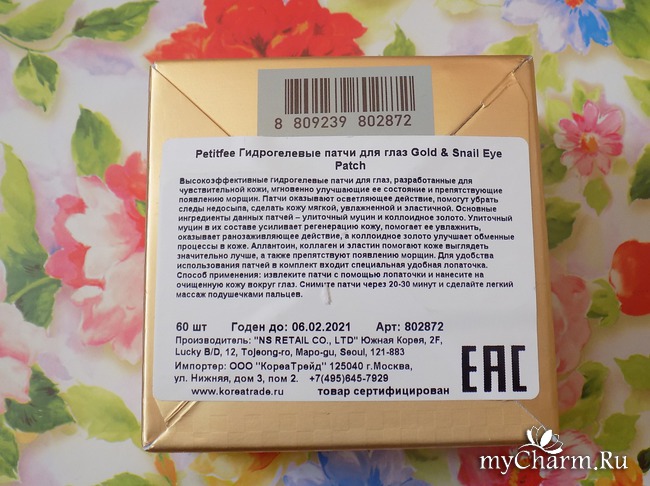 8 809239 802872
Petitfee Гидрогелевые патчи для глаз Gold & Snail Eye
Patch
Высокоэффективные гидрогелевые патчи для глаз, разработанные для
чувствительной кожи, мгновенно улучшающие ее состояние и препятствующие
появлению морщин. Патчи оказывают осветляющее действие, помогут убрать
следы недосыпа, сделать кожу мягкой, увлажненной и эластичной. Основные
ингредиенты данных патчей – улиточный муцин и коллоидное золото. Улиточный
муцин в их составе усиливает регенерацию кожу, помогает ее увлажнить,
оказывает ранозаживляющее действие, а коллоидное золото улучшает обменные
процессы в коже. Аллантоин, коллаген и эластин помогают коже выглядеть
значительно лучше, а также препятствуют появлению морщин. Для удобства
использования патчей в комплект входит специальная удобная лопаточка.
Способ применения: извлеките патчи с помощью лопаточки и нанесите на
очищенную кожу вокруг глаз. Снимите патчи через 20-30 минут и сделайте легкий
массаж подушечками пальцев.
60 шт Годен до: 06.02.2021 Арт: 802872
Производитель: "NS RETAIL CO., LTD" Южная Корея, 2F,
Lucky B/D, 12, Tojeong-ro, Mapo-gu, Seoul, 121-883
Импортер: ООО "КореаТрейд" 125040 г.Москва,
ул. Нижняя, дом 3, пом 2. +7(495)645-7929
www.koreatrade.ru товар сертифицирован
EAC
myCharm.Ru